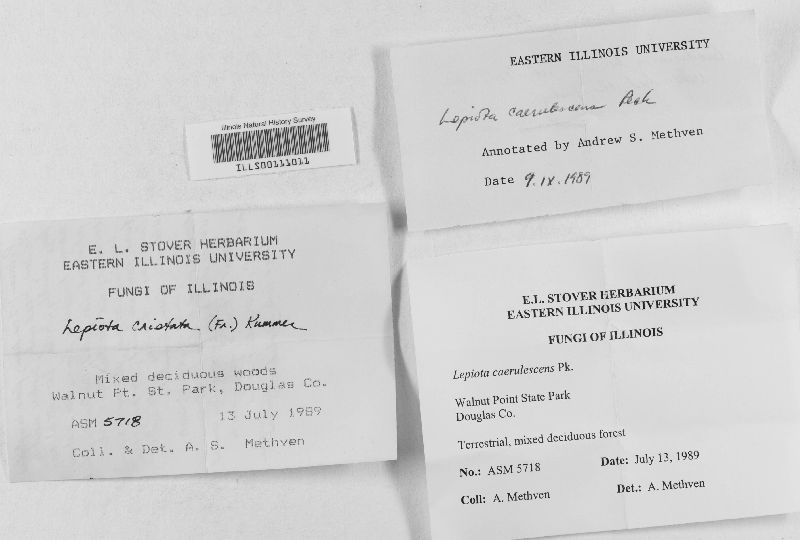 EASTERN ILLINOIS UNIVERSITY
Lepiota caerulescens Peck
Annotated by Andrew S. Methven
Date 9.IX.1989
Illinois Natural History Survey
ILLS00111011
E. L. STOVER HERBARIUM
EASTERN ILLINOIS UNIVERSITY
FUNGI OF ILLINOIS
Lepiota cristata (Fr.) Kummer
Mixed deciduous woods
Walnut Pt. St. Park, Douglas Co.
ASM 5718 13 July 1989
Coll. & Det. A. S. Methven
E.L. STOVER HERBARIUM
EASTERN ILLINOIS UNIVERSITY
FUNGI OF ILLINOIS
Lepiota caerulescens Pk.
Walnut Point State Park
Douglas Co.
Terrestrial, mixed deciduous forest
No.: ASM 5718 Date: July 13, 1989
Coll: A. Methven Det.: A. Methven